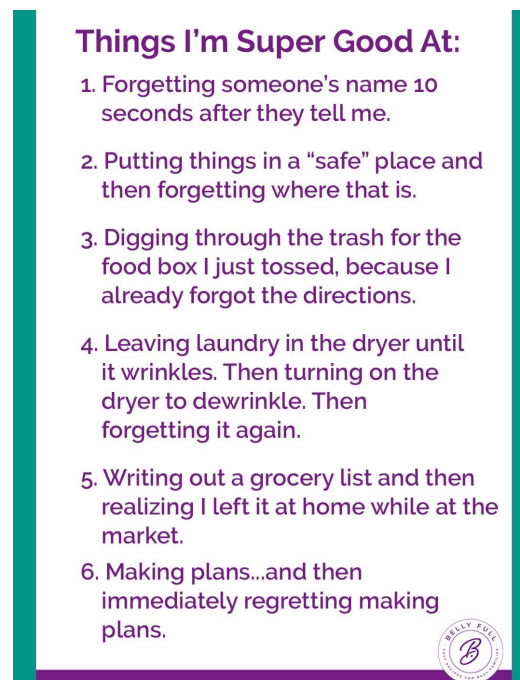 Things I'm Super Good At:
1. Forgetting someone's name 10
seconds after they tell me.
2. Putting things in a “safe” place and
then forgetting where that is.
3. Digging through the trash for the
food box I just tossed, because I
already forgot the directions.
4. Leaving laundry in the dryer until
it wrinkles. Then turning on the
dryer to dewrinkle. Then
forgetting it again.
5. Writing out a grocery list and then
realizing I left it at home while at the
market.
6. Making plans...and then
immediately regretting making
plans.
BELLY FULL
B.